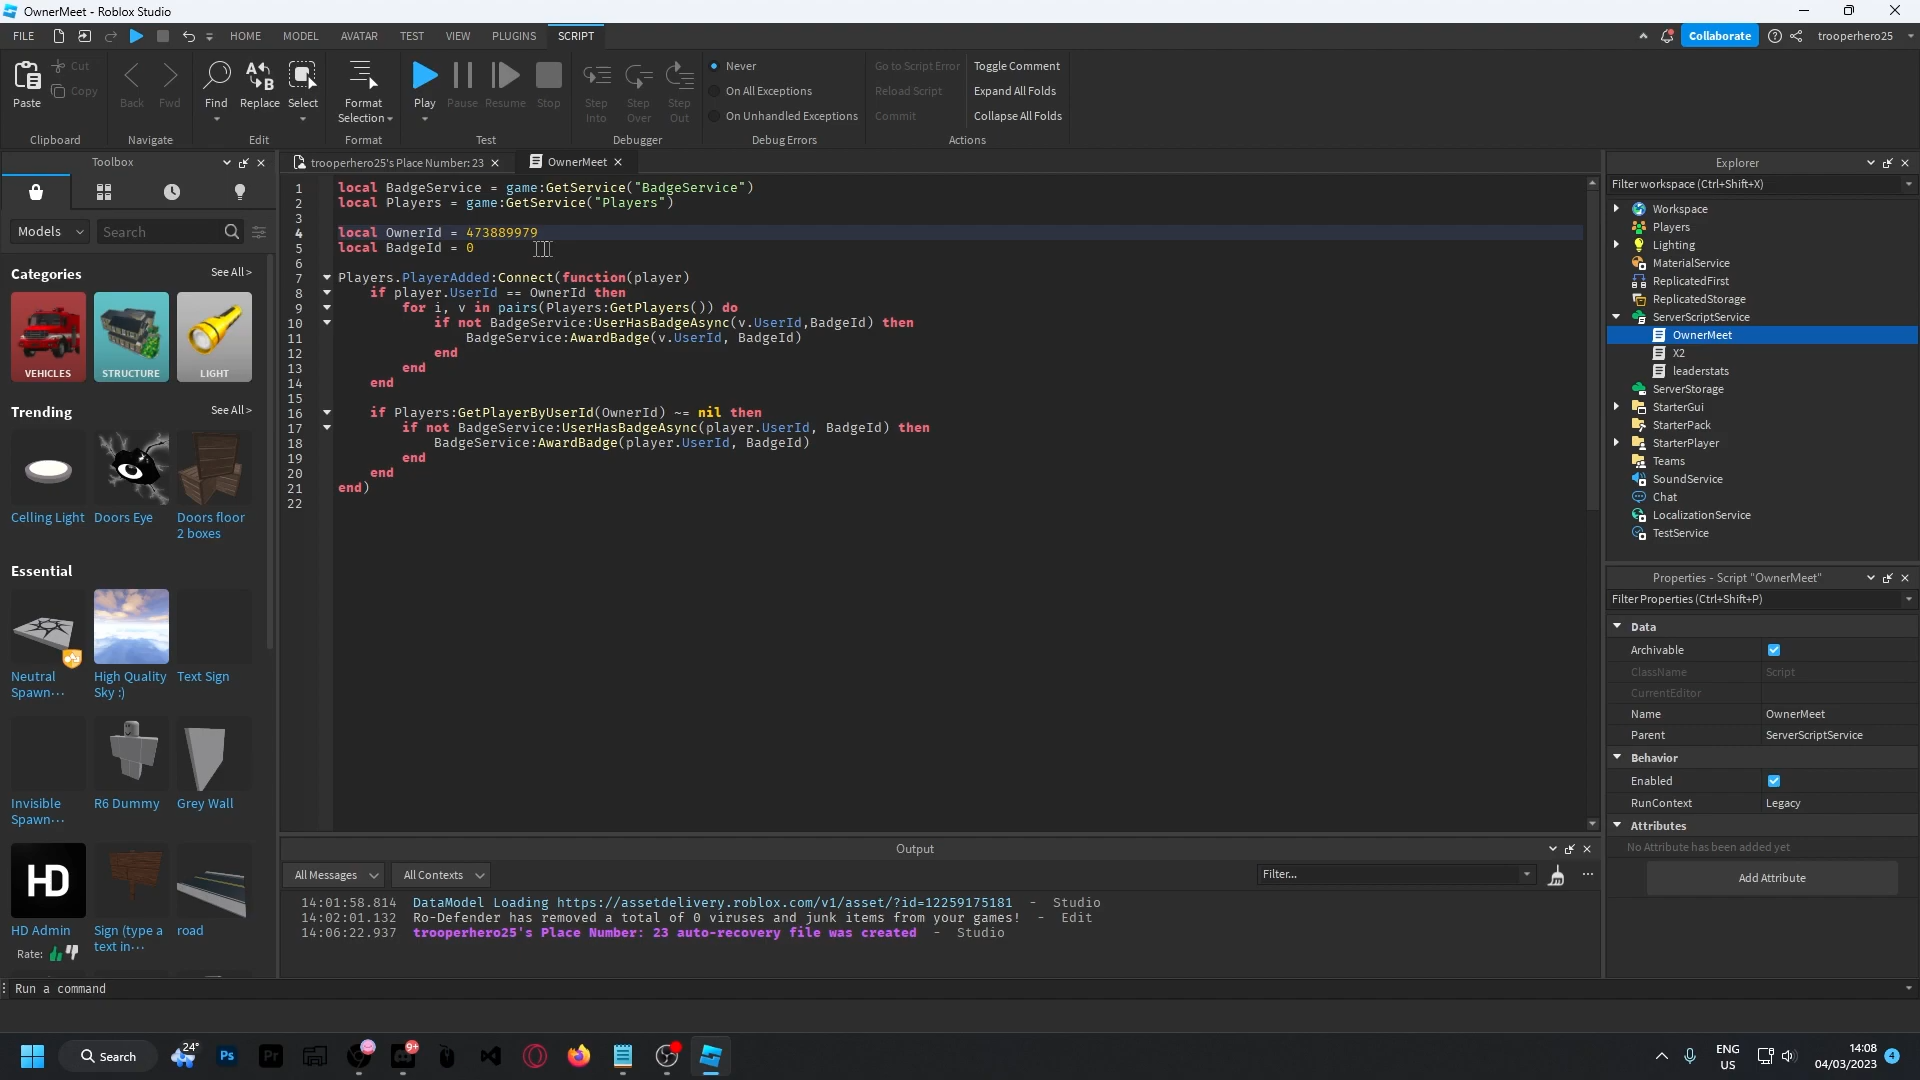 OwnerMeet - Roblox Studio
FILE HOME MODEL AVATAR TEST VIEW PLUGINS SCRIPT Collaborate trooperhero25
Paste Cut Copy Clipboard
Back Fwd Navigate
Find Replace Select Edit
Format Selection Format
Play Pause Resume Stop Test
Step Into Step Over Step Out Debugger
Never
On All Exceptions
On Unhandled Exceptions
Debug Errors
Go to Script Error
Reload Script
Commit
Toggle Comment
Expand All Folds
Collapse All Folds
Actions
Toolbox
Models Search
Categories See All >
VEHICLES STRUCTURE LIGHT
Trending See All >
Celling Light Doors Eye Doors floor 2 boxes
Essential
Neutral Spawn... High Quality Sky :) Text Sign
Invisible Spawn... R6 Dummy Grey Wall
HD
HD Admin Sign (type a text in... road
Rate:
trooperhero25's Place Number: 23 OwnerMeet
1 local BadgeService = game:GetService("BadgeService")
2 local Players = game:GetService("Players")
3
4 local OwnerId = 473889979
5 local BadgeId = 0
6
7 Players.PlayerAdded:Connect(function(player)
8 if player.UserId == OwnerId then
9 for i, v in pairs(Players:GetPlayers()) do
10 if not BadgeService:UserHasBadgeAsync(v.UserId,BadgeId) then
11 BadgeService:AwardBadge(v.UserId, BadgeId)
12 end
13 end
14 end
15
16 if Players:GetPlayerByUserId(OwnerId) ~= nil then
17 if not BadgeService:UserHasBadgeAsync(player.UserId, BadgeId) then
18 BadgeService:AwardBadge(player.UserId, BadgeId)
19 end
20 end
21 end)
22
Output
All Messages All Contexts Filter...
14:01:58.814 DataModel Loading https://assetdelivery.roblox.com/v1/asset/?id=12259175181 - Studio
14:02:01.132 Ro-Defender has removed a total of 0 viruses and junk items from your games! - Edit
14:06:22.937 trooperhero25's Place Number: 23 auto-recovery file was created - Studio
Explorer
Filter workspace (Ctrl+Shift+X)
Workspace
Players
Lighting
MaterialService
ReplicatedFirst
ReplicatedStorage
ServerScriptService
OwnerMeet
X2
leaderstats
ServerStorage
StarterGui
StarterPack
StarterPlayer
Teams
SoundService
Chat
LocalizationService
TestService
Properties - Script "OwnerMeet"
Filter Properties (Ctrl+Shift+P)
Data
Archivable
ClassName Script
CurrentEditor
Name OwnerMeet
Parent ServerScriptService
Behavior
Enabled
RunContext Legacy
Attributes
No Attribute has been added yet
Add Attribute
Run a command
Search 24° Ps Pr 9+ ENG US 14:08 04/03/2023 4